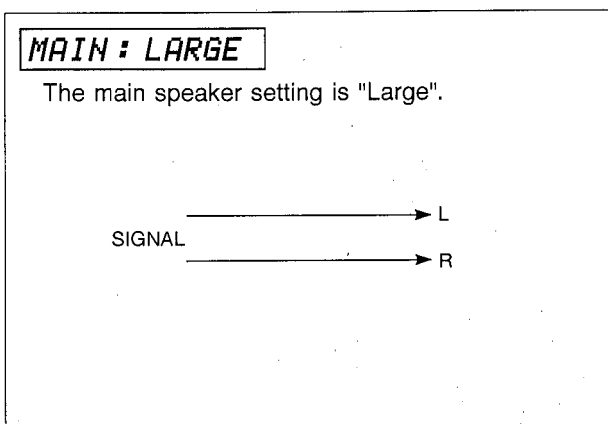 MAIN : LARGE
The main speaker setting is "Large".
L
SIGNAL
R